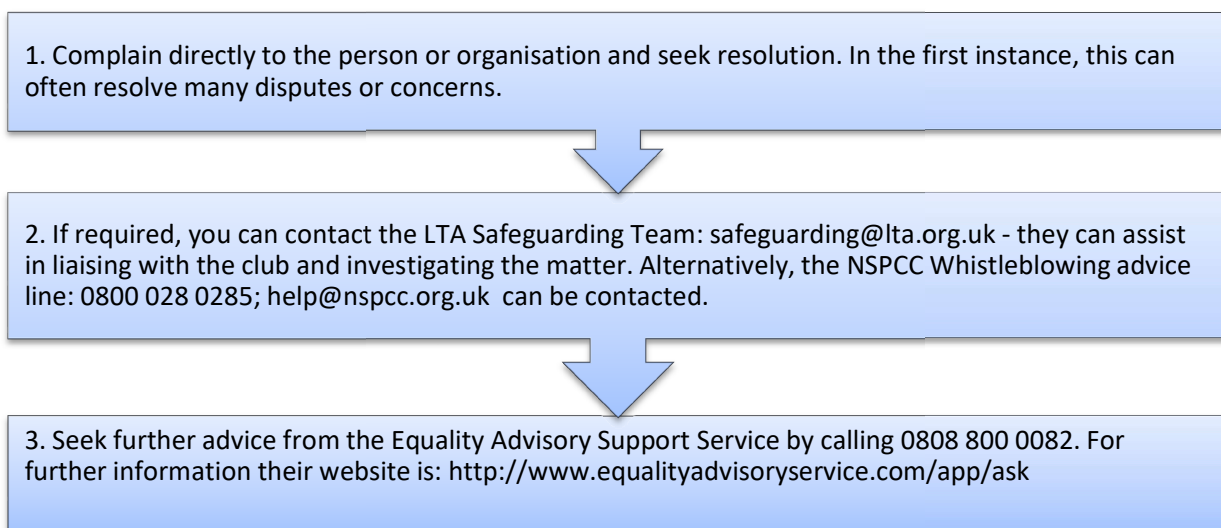 1. Complain directly to the person or organisation and seek resolution. In the first instance, this can
often resolve many disputes or concerns.
2. If required, you can contact the LTA Safeguarding Team: safeguarding@lta.org.uk - they can assist
in liaising with the club and investigating the matter. Alternatively, the NSPCC Whistleblowing advice
line: 0800 028 0285; help@nspcc.org.uk  can be contacted.
3. Seek further advice from the Equality Advisory Support Service by calling 0808 800 0082. For
further information their website is: http://www.equalityadvisoryservice.com/app/ask